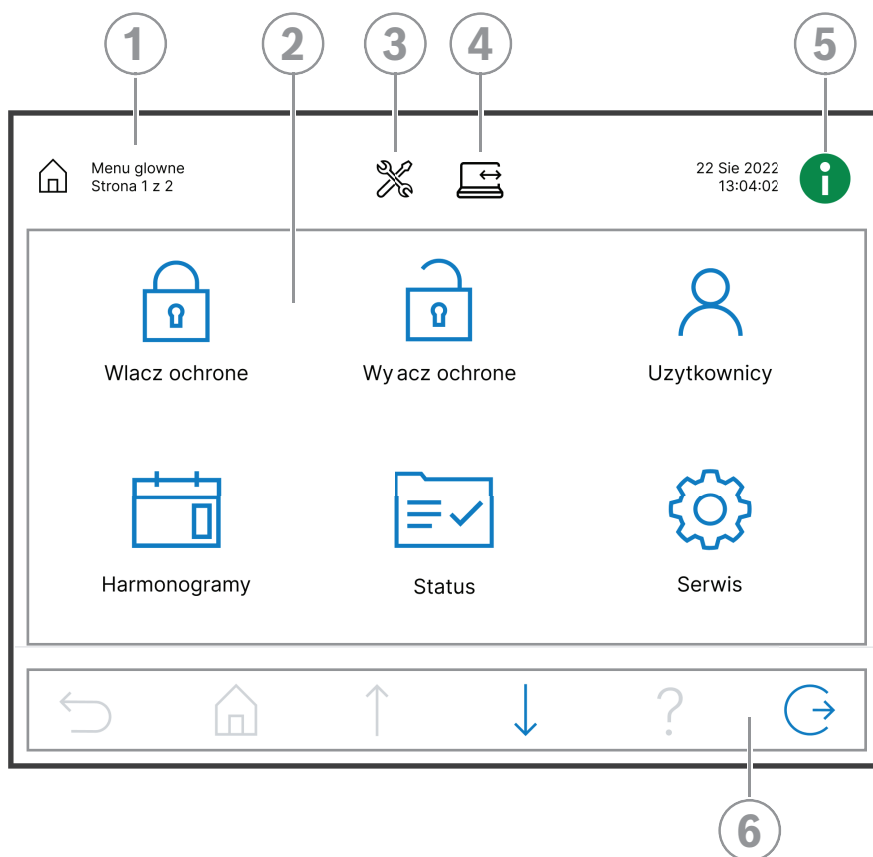 1 2 3 4 5
Menu glowne
Strona 1 z 2
22 Sie 2022
13:04:02
Wlacz ochrone Wy acz ochrone Uzytkownicy
Harmonogramy Status Serwis
?
6